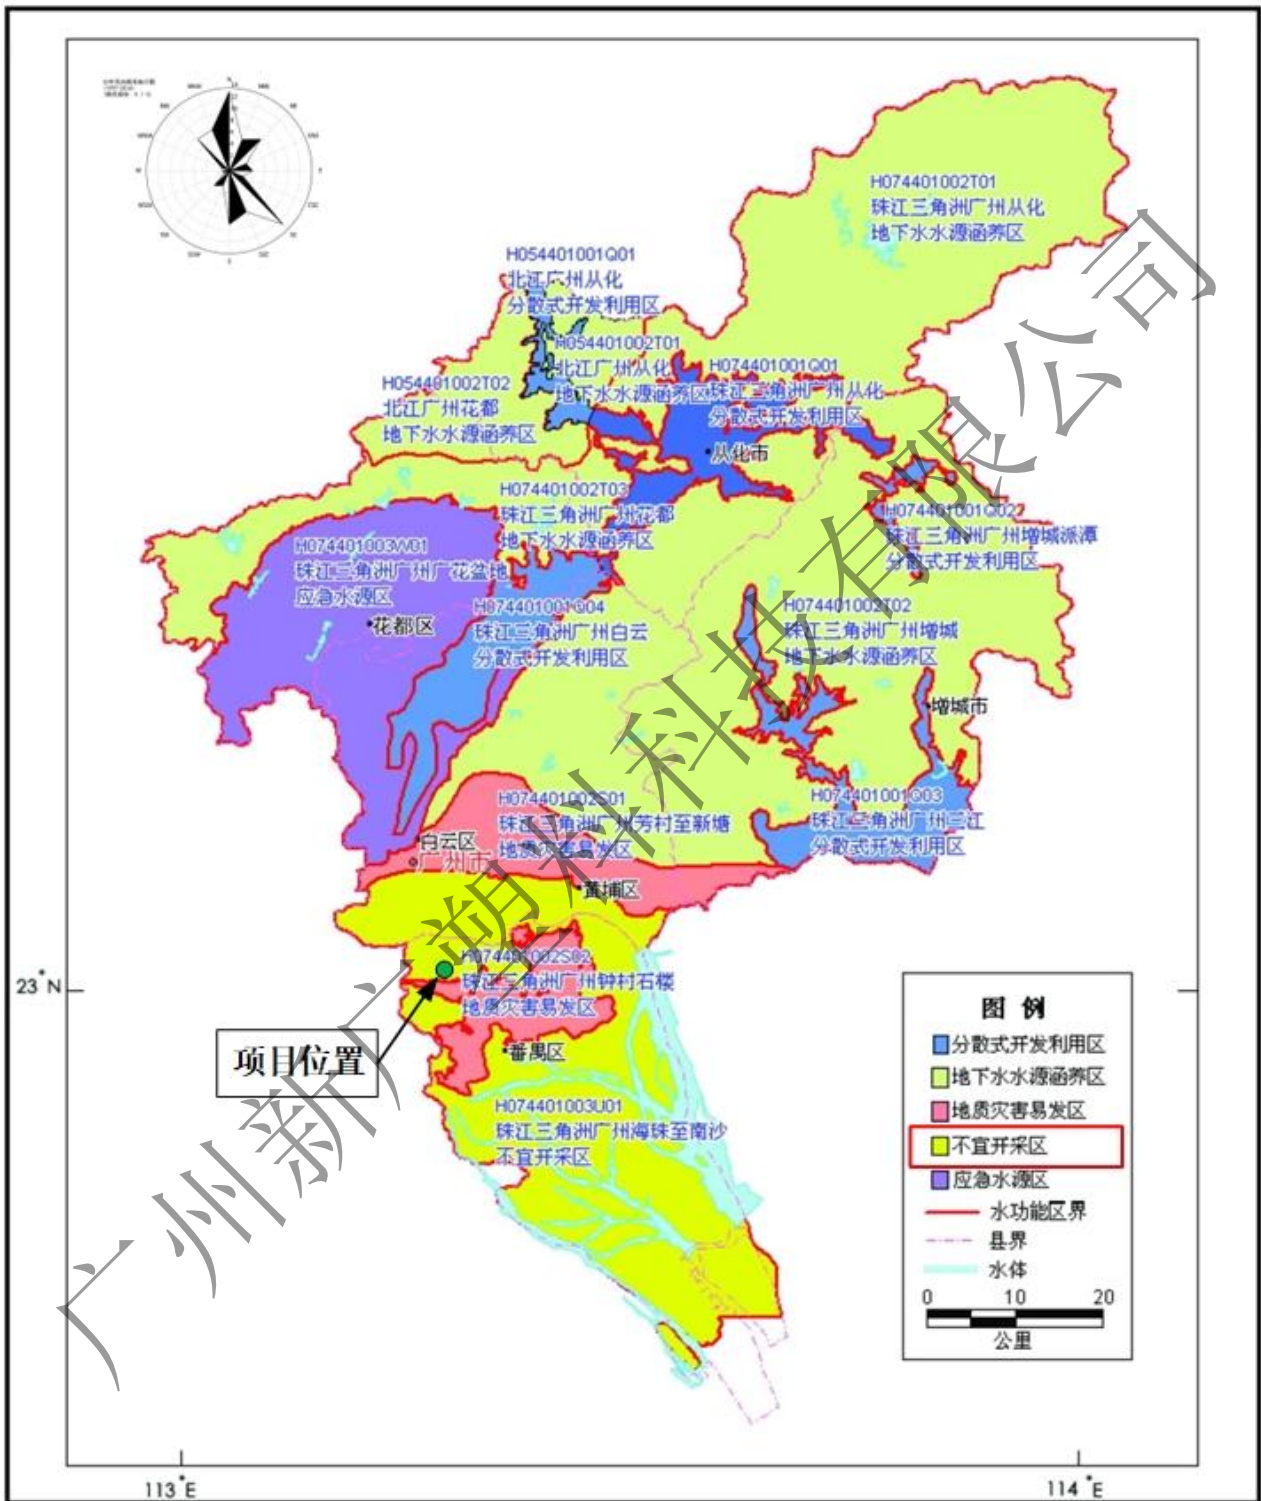 H074401002T01
珠江三角洲广州从化
地下水水源涵养区
H054401001Q01
北江广州从化
分散式开发利用区
H054401002T01
北江广州从化
地下水水源涵养区
H074401001Q01
珠江三角洲广州从化
分散式开发利用区
H054401002T02
北江广州花都
地下水水源涵养区
从化市
H074401002T03
珠江三角洲广州花都
地下水水源涵养区
H074401001Q02
珠江三角洲广州增城派潭
分散式开发利用区
H074401003W01
珠江三角洲广州广花盆地
应急水源区
花都区
H074401001Q04
珠江三角洲广州白云
分散式开发利用区
H074401002T02
珠江三角洲广州增城
地下水水源涵养区
增城市
H074401002S01
珠江三角洲广州芳村至新塘
地质灾害易发区
H074401001Q03
珠江三角洲广州三江
分散式开发利用区
白云区
广州市
黄埔区
H074401002S02
珠江三角洲广州钟村石楼
地质灾害易发区
23°N
项目位置
番禺区
H074401003U01
珠江三角洲广州海珠至南沙
不宜开采区
图例
分散式开发利用区
地下水水源涵养区
地质灾害易发区
不宜开采区
应急水源区
水功能区界
县界
水体
0 10 20
公里
113°E
114°E
广州新广塑料科技有限公司